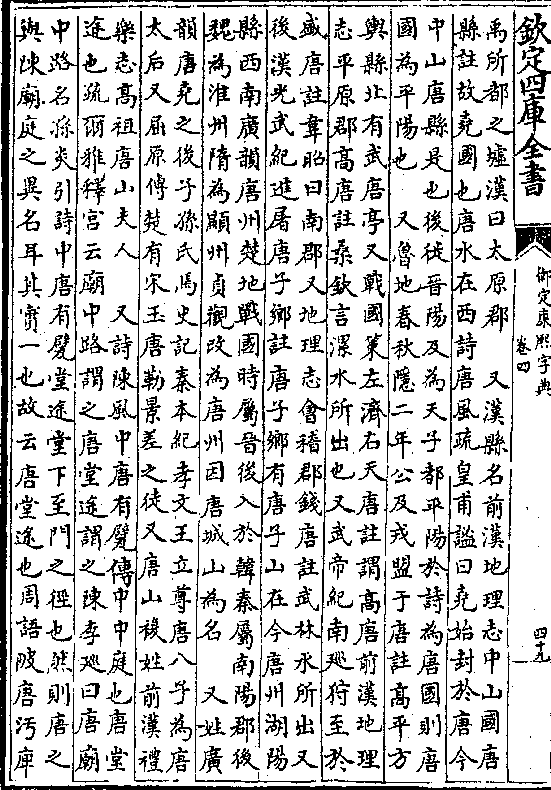 欽定四庫全書
御定康熙字典
卷四
四十九
禹所都之墟漢曰太原郡　又漢縣名前漢地理志中山國唐
縣註故堯國也唐水在西詩唐風疏皇甫謐曰堯始封於唐今
中山唐縣是也後徙晉陽及為天子都平陽於詩為唐國則唐
國為平陽也　又魯地春秋隱二年公及戎盟于唐註高平方
輿縣北有武唐亭又戰國策左濟右天唐註謂高唐前漢地理
志平原郡高唐註桑欽言漯水所出也又武帝紀南廵狩至於
盛唐註韋昭曰南郡又地理志會稽郡錢唐註武林水所出又
後漢光武紀進屠唐子鄉註唐子鄉有唐子山在今唐州湖陽
縣西南廣韻唐州楚地戰國時屬晉後入於韓秦屬南陽郡後
魏為淮州隋為顯州貞觀改為唐州因唐城山為名　又姓廣
韻唐堯之後子孫氏焉史記秦本紀孝文王立尊唐八子為唐
太后又屈原傳楚有宋玉唐勒景差之徒又唐山複姓前漢禮
樂志高祖唐山夫人　又詩陳風中唐有甓傳中中庭也唐堂
途也疏爾雅釋宮云廟中路謂之唐堂途謂之陳李廵曰唐廟
中路名孫炎引詩中唐有甓堂途堂下至門之徑也然則唐之
與陳廟庭之異名耳其實一也故云唐堂途也周語陂唐汚庫